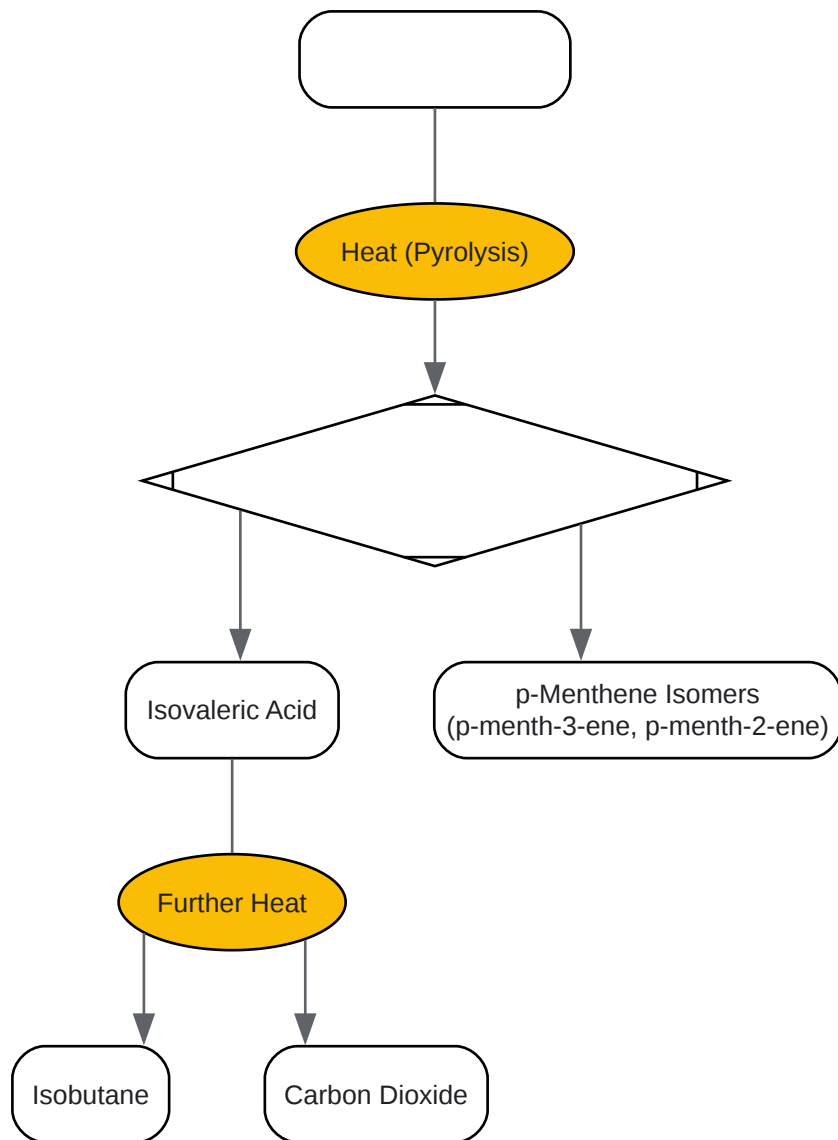 Heat (Pyrolysis)
Isovaleric Acid
p-Menthene Isomers
(p-menth-3-ene, p-menth-2-ene)
Further Heat
Isobutane
Carbon Dioxide